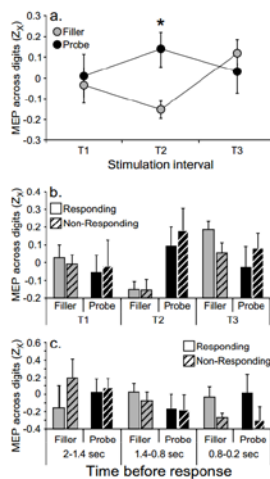 a.
*
Filler
Probe
MEP across digits (Zx)
0.3
0.2
0.1
0
-0.1
-0.2
-0.3
T1 T2 T3
Stimulation interval
b.
Responding
Non-Responding
MEP across digits (Zx)
0.4
0.3
0.2
0.1
0
-0.1
-0.2
Filler Probe Filler Probe Filler Probe
T1 T2 T3
c.
Responding
Non-Responding
MEP across digits (Zx)
0.6
0.4
0.2
0
-0.2
-0.4
Filler Probe Filler Probe Filler Probe
2-1.4 sec 1.4-0.8 sec 0.8-0.2 sec
Time before response